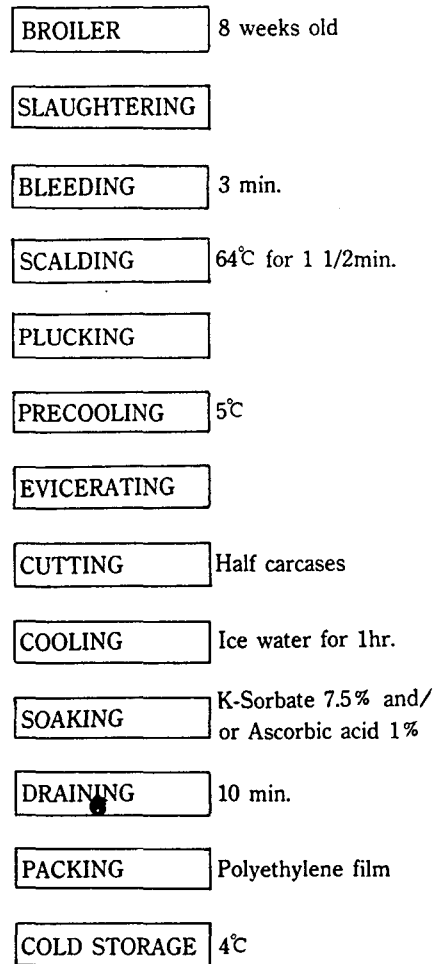 BROILER 8 weeks old
SLAUGHTERING
BLEEDING 3 min.
SCALDING 64℃ for 1 1/2min.
PLUCKING
PRECOOLING 5℃
EVICERATING
CUTTING Half carcases
COOLING Ice water for 1hr.
SOAKING K-Sorbate 7.5% and/
or Ascorbic acid 1%
DRAINING 10 min.
PACKING Polyethylene film
COLD STORAGE 4℃